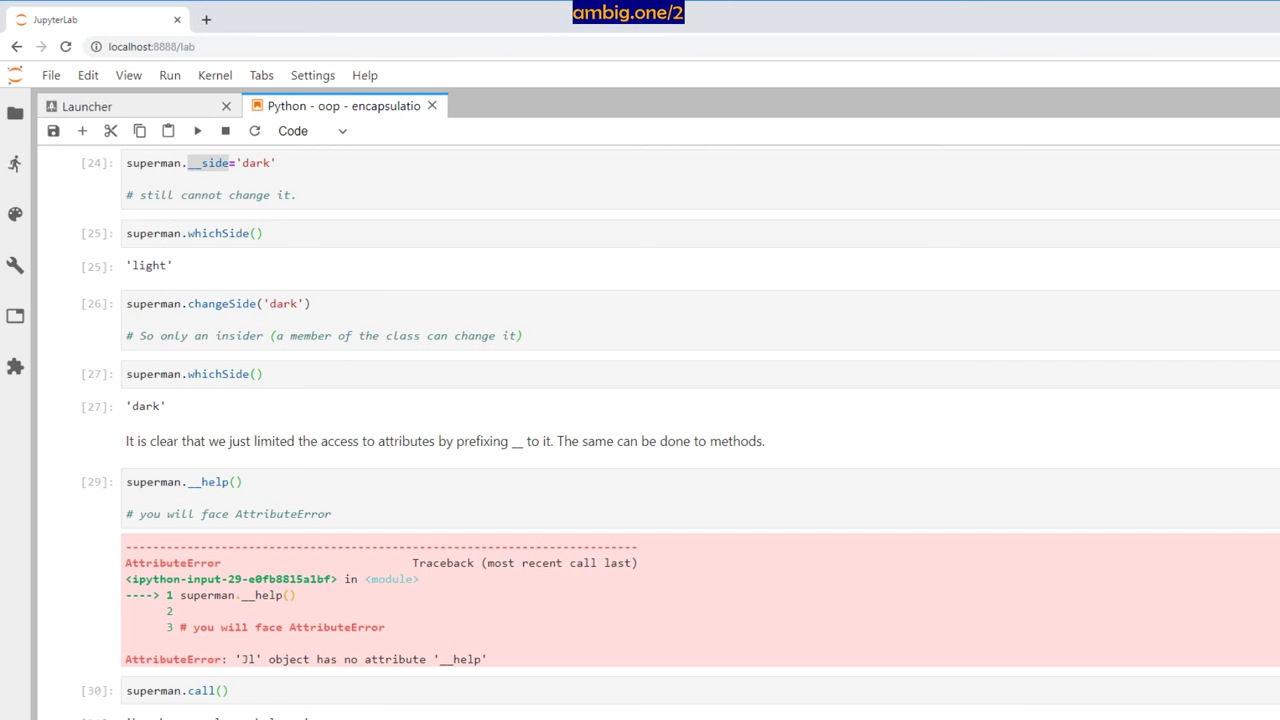 JupyterLab
ambig.one/2
localhost:8888/lab
File Edit View Run Kernel Tabs Settings Help
Launcher
Python - oop - encapsulatio
Code
[24]: superman.__side='dark'
# still cannot change it.
[25]: superman.whichSide()
[25]: 'light'
[26]: superman.changeSide('dark')
# So only an insider (a member of the class can change it)
[27]: superman.whichSide()
[27]: 'dark'
It is clear that we just limited the access to attributes by prefixing __ to it. The same can be done to methods.
[29]: superman.__help()
# you will face AttributeError
---------------------------------------------------------------------------
AttributeError Traceback (most recent call last)
<ipython-input-29-e0fb8815a1bf> in <module>
----> 1 superman.__help()
2
3 # you will face AttributeError
AttributeError: 'Jl' object has no attribute '__help'
[30]: superman.call()